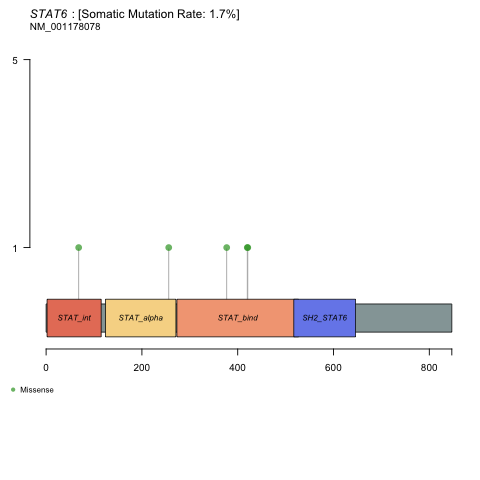 STAT6 : [Somatic Mutation Rate: 1.7%]
NM_001178078
5
1
STAT_int STAT_alpha STAT_bind SH2_STAT6
0 200 400 600 800
Missense